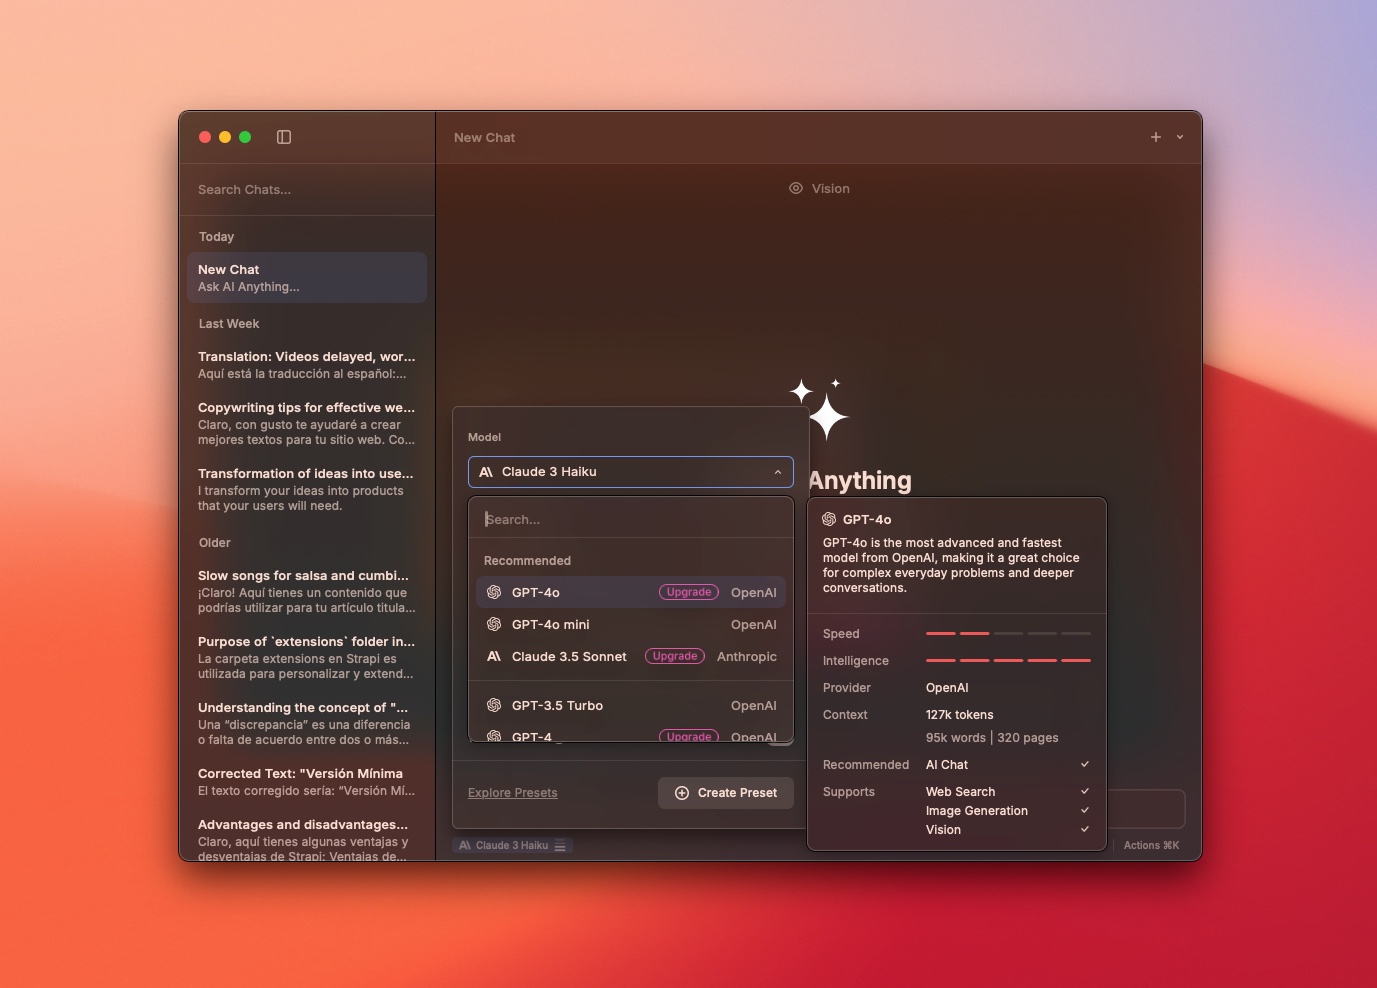 New Chat
Search Chats...
Vision
Today
New Chat
Ask AI Anything...
Last Week
Translation: Videos delayed, wor...
Aquí está la traducción al español:...
Copywriting tips for effective we...
Claro, con gusto te ayudaré a crear
mejores textos para tu sitio web. Co...
Transformation of ideas into use...
I transform your ideas into products
that your users will need.
Older
Slow songs for salsa and cumbi...
¡Claro! Aquí tienes un contenido que
podrías utilizar para tu artículo titula...
Purpose of `extensions` folder in...
La carpeta extensions en Strapi es
utilizada para personalizar y extend...
Understanding the concept of "...
Una “discrepancia” es una diferencia
o falta de acuerdo entre dos o más...
Corrected Text: "Versión Mínima
El texto corregido sería: “Versión Mí...
Advantages and disadvantages...
Claro, aquí tienes algunas ventajas y
desventajas de Strapi: Ventajas de...
Anything
Model
Claude 3 Haiku
Search...
Recommended
GPT-4o Upgrade OpenAI
GPT-4o mini OpenAI
Claude 3.5 Sonnet Upgrade Anthropic
GPT-3.5 Turbo OpenAI
GPT-4 Upgrade OpenAI
Explore Presets
Create Preset
Claude 3 Haiku
GPT-4o
GPT-4o is the most advanced and fastest
model from OpenAI, making it a great choice
for complex everyday problems and deeper
conversations.
Speed
Intelligence
Provider OpenAI
Context 127k tokens
95k words | 320 pages
Recommended AI Chat
Supports Web Search
Image Generation
Vision
Actions ⌘K